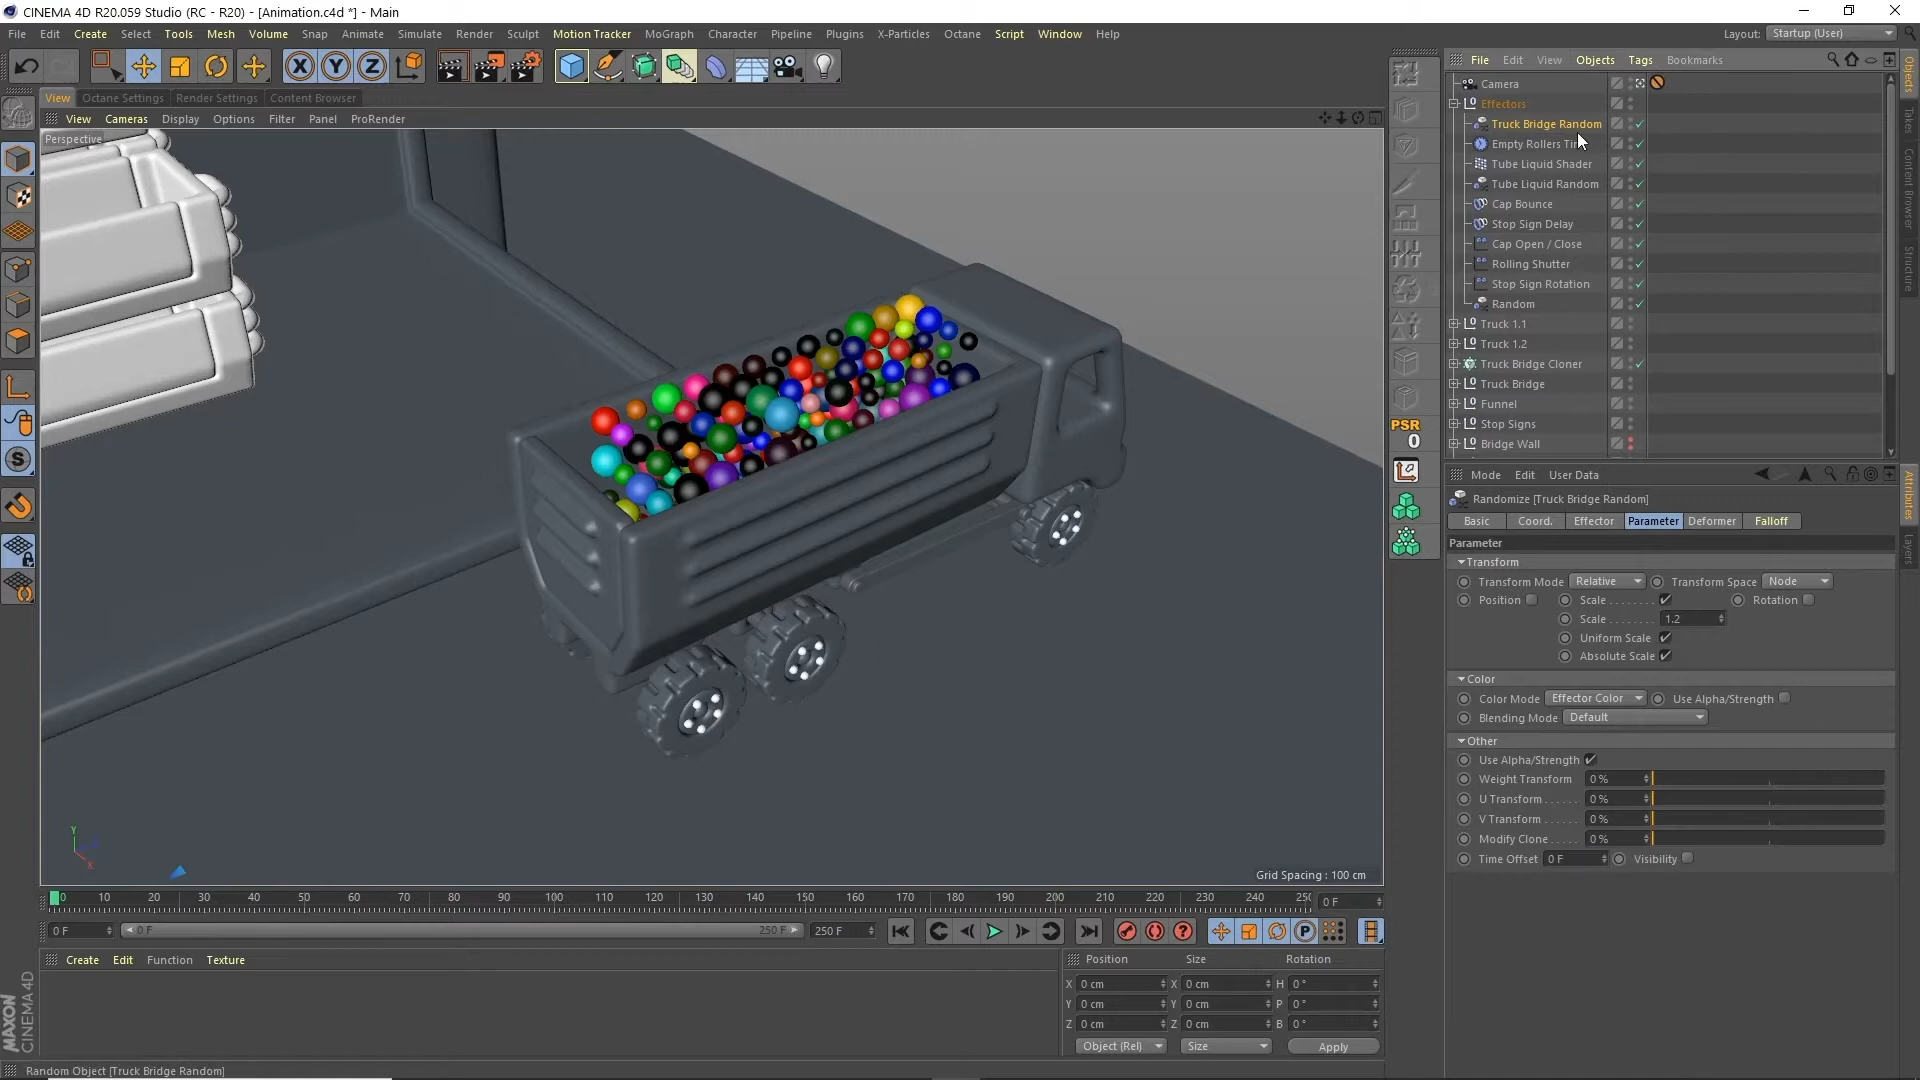 CINEMA 4D R20.059 Studio (RC - R20) - [Animation.c4d *] - Main
File Edit Create Select Tools Mesh Volume Snap Animate Simulate Render Sculpt Motion Tracker MoGraph Character Pipeline Plugins X-Particles Octane Script Window Help Layout: Startup (User)
X Y Z
File Edit View Objects Tags Bookmarks
View Octane Settings Render Settings Content Browser
View Cameras Display Options Filter Panel ProRender
Perspective
Camera
Effectors
Truck Bridge Random
Empty Rollers Ti
Tube Liquid Shader
Tube Liquid Random
Cap Bounce
Stop Sign Delay
Cap Open / Close
Rolling Shutter
Stop Sign Rotation
Random
Truck 1.1
Truck 1.2
Truck Bridge Cloner
Truck Bridge
Funnel
Stop Signs
Bridge Wall
PSR
0
S
Objects
Takes
Content Browser
Structure
Attributes
Layers
Mode Edit User Data
Randomize [Truck Bridge Random]
Basic Coord. Effector Parameter Deformer Falloff
Parameter
Transform
Transform Mode Relative Transform Space Node
Position Scale . . . . . . . . Rotation
Scale . . . . . . . . 1.2
Uniform Scale
Absolute Scale
Color
Color Mode Effector Color Use Alpha/Strength
Blending Mode Default
Other
Use Alpha/Strength
Weight Transform 0 %
U Transform . . . . . 0 %
V Transform . . . . . 0 %
Modify Clone . . . . 0 %
Time Offset 0 F Visibility
Y
X
Grid Spacing : 100 cm
0 10 20 30 40 50 60 70 80 90 100 110 120 130 140 150 160 170 180 190 200 210 220 230 240 25 0 F
0 F 0 F 250 F 250 F P
Create Edit Function Texture
Position Size Rotation
X 0 cm X 0 cm H 0 °
Y 0 cm Y 0 cm P 0 °
Z 0 cm Z 0 cm B 0 °
Object (Rel) Size Apply
MAXON
CINEMA 4D
Random Object [Truck Bridge Random]